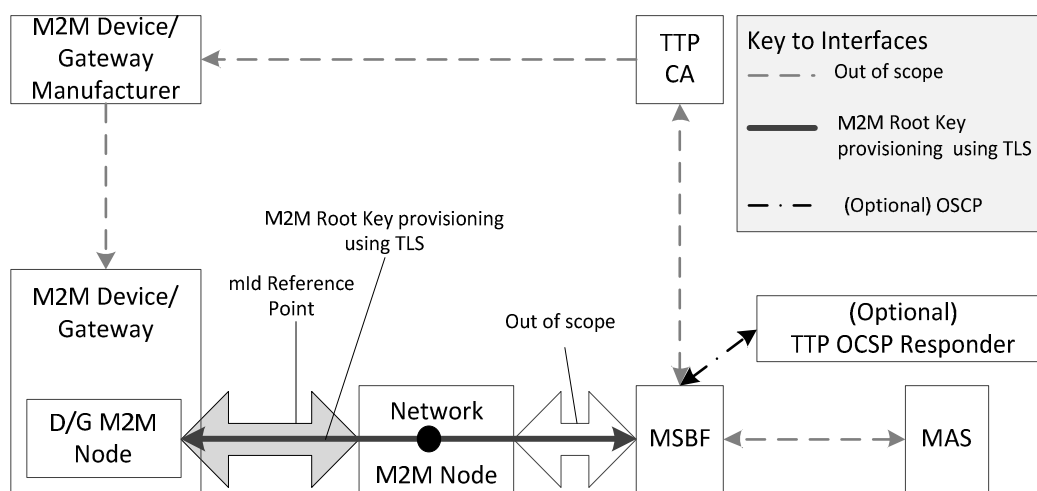 M2M Device/
Gateway
Manufacturer
TTP
CA
Key to Interfaces
Out of scope
M2M Root Key
provisioning using TLS
(Optional) OSCP
M2M Root Key provisioning
using TLS
mId Reference
Point
Out of scope
M2M Device/
Gateway
(Optional)
TTP OCSP Responder
D/G M2M
Node
Network
M2M Node
MSBF
MAS